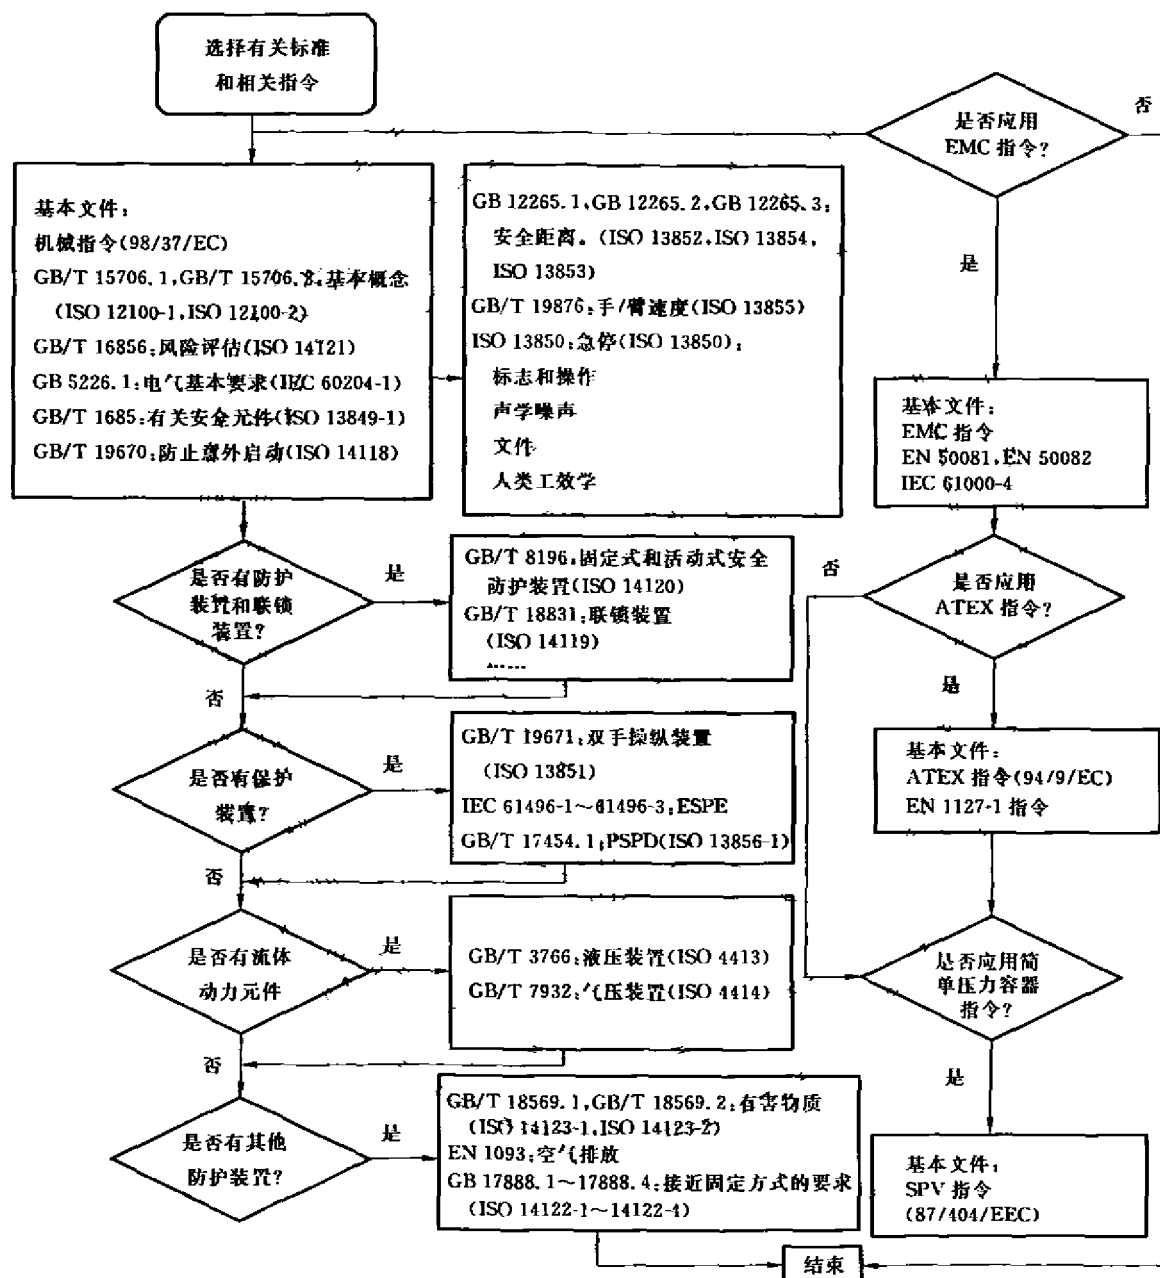 选择有关标准
和相关指令
基本文件:
机械指令(98/37/EC)
GB/T 15706.1,GB/T 15706.2:基本概念
(ISO 12100-1,ISO 12100-2)
GB/T 16856:风险评估(ISO 14121)
GB 5226.1:电气基本要求(IEC 60204-1)
GB/T 1685:有关安全元件(ISO 13849-1)
GB/T 19670:防止意外启动(ISO 14118)
GB 12265.1,GB 12265.2,GB 12265.3:
安全距离。(ISO 13852,ISO 13854,
ISO 13853)
GB/T 19876:手/臂速度(ISO 13855)
ISO 13850:急停(ISO 13850);
标志和操作
声学噪声
文件
人类工效学
是否有防护
装置和联锁
装置?
是
否
GB/T 8196:固定式和活动式安全
防护装置(ISO 14120)
GB/T 18831:联锁装置
(ISO 14119)
……
是否有保护
装置?
是
否
GB/T 19671:双手操纵装置
(ISO 13851)
IEC 61496-1~61496-3:ESPE
GB/T 17454.1:PSPD(ISO 13856-1)
是否有流体
动力元件
是
否
GB/T 3766:液压装置(ISO 4413)
GB/T 7932:气压装置(ISO 4414)
是否有其他
防护装置?
是
GB/T 18569.1,GB/T 18569.2:有害物质
(ISO 14123-1,ISO 14123-2)
EN 1093:空气排放
GB 17888.1~17888.4:接近固定方式的要求
(ISO 14122-1~14122-4)
是否应用
EMC 指令?
否
是
基本文件:
EMC 指令
EN 50081,EN 50082
IEC 61000-4
是否应用
ATEX 指令?
否
是
基本文件:
ATEX 指令(94/9/EC)
EN 1127-1 指令
是否应用简
单压力容器
指令?
是
基本文件:
SPV 指令
(87/404/EEC)
结束